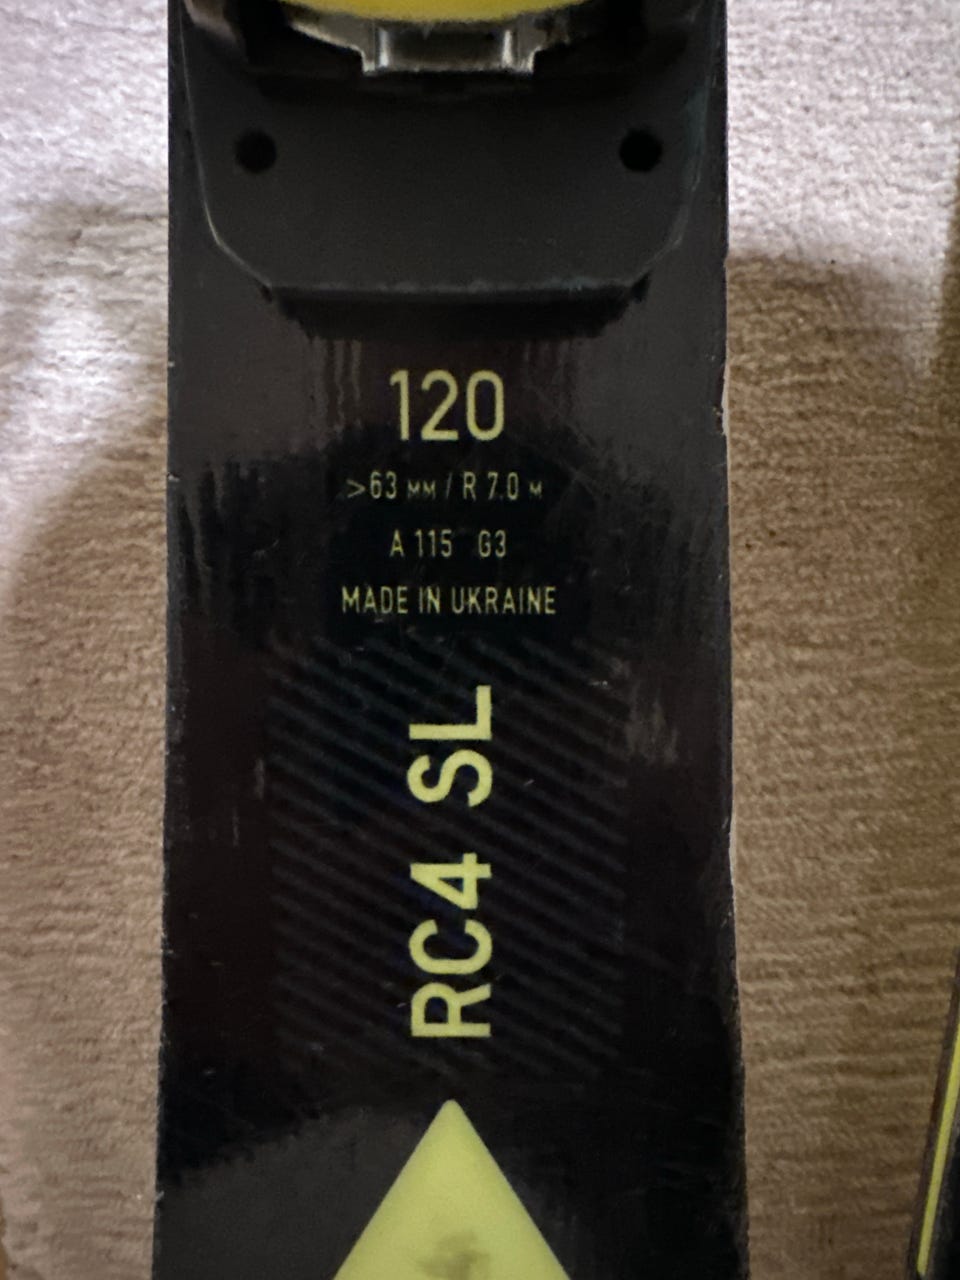 120
>63 MM / R 7.0 M
A 115 G3
MADE IN UKRAINE
RC4 SL